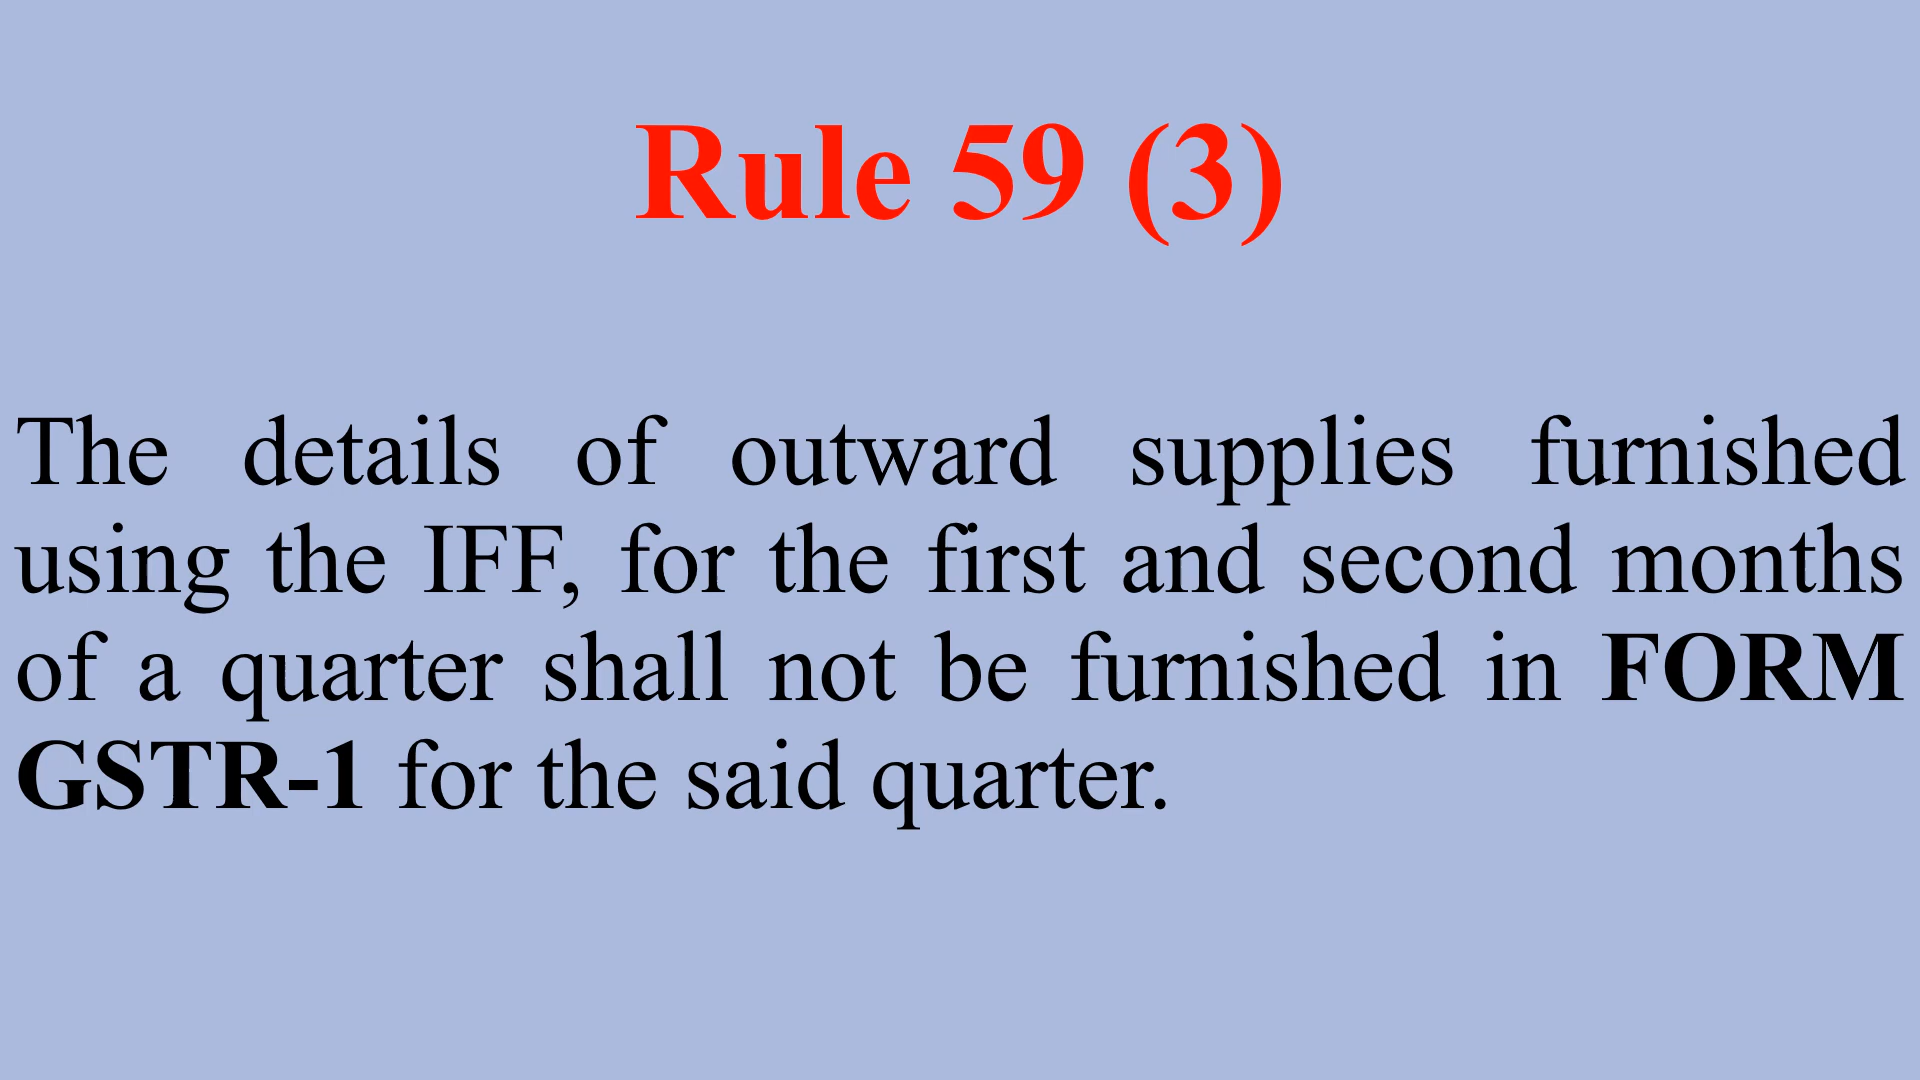 Rule 59 (3)
The details of outward supplies furnished
using the IFF, for the first and second months
of a quarter shall not be furnished in FORM
GSTR-1 for the said quarter.